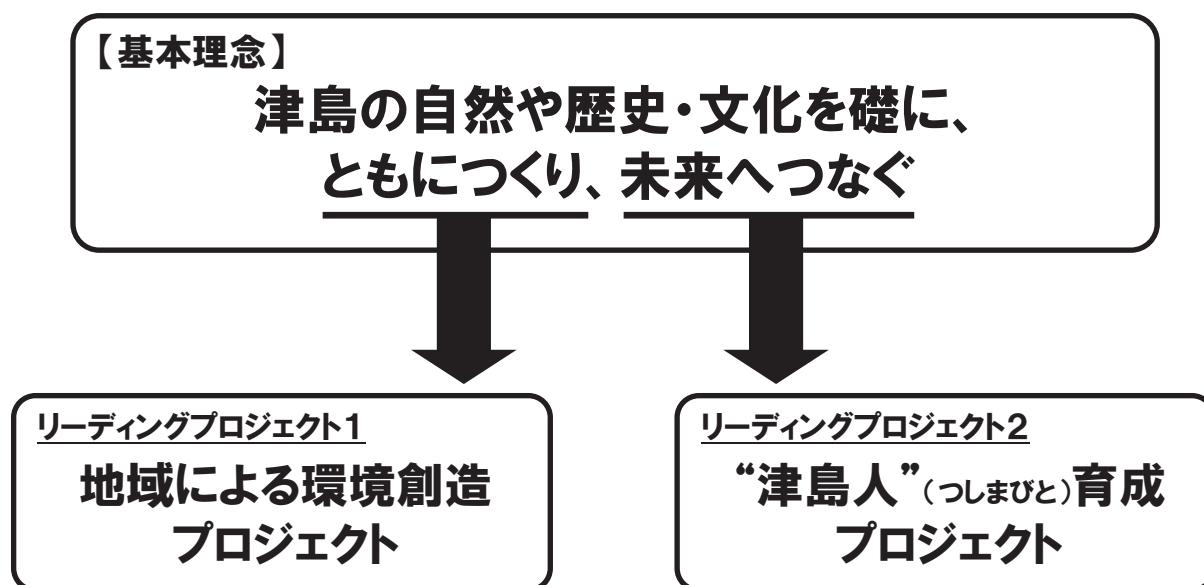 【基本理念】
津島の自然や歴史・文化を礎に、
ともにつくり、未来へつなぐ
リーディングプロジェクト1
地域による環境創造
プロジェクト
リーディングプロジェクト2
“津島人”(つしまびと)育成
プロジェクト